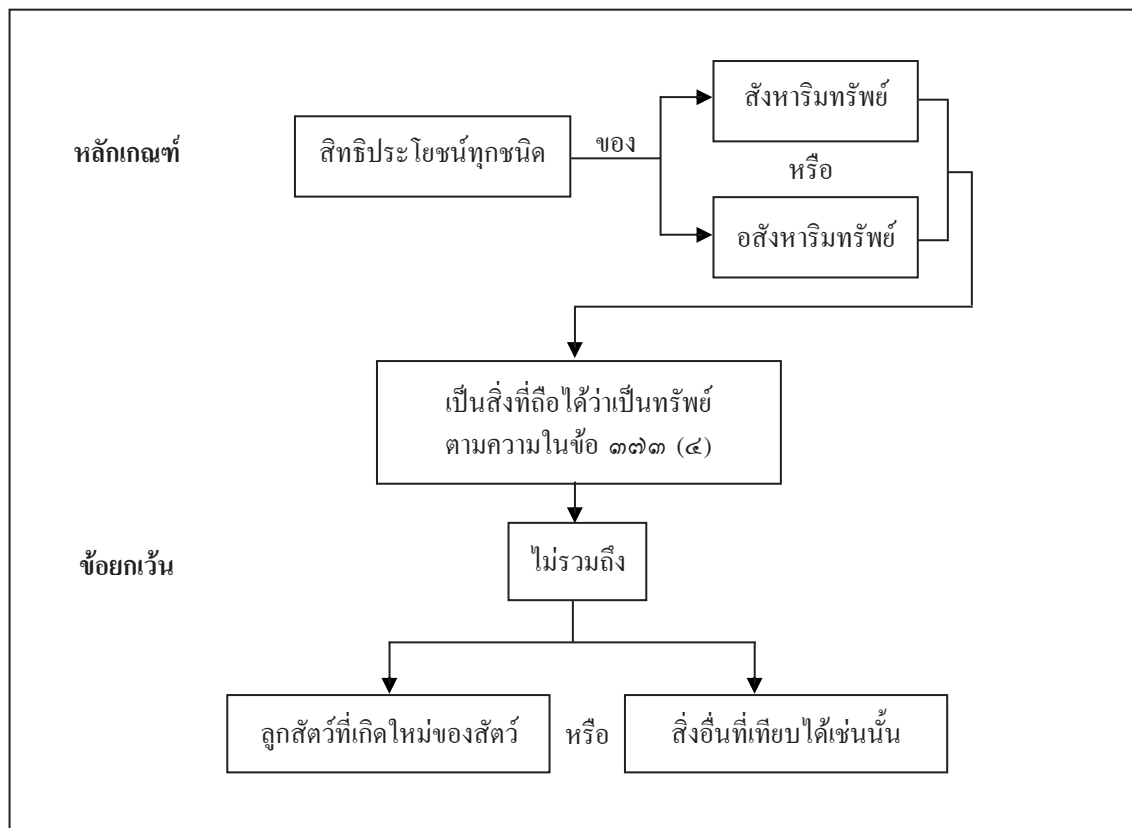 สังหาริมทรัพย์
หลักเกณฑ์
สิทธิประโยชน์ทุกชนิด
ของ
หรือ
อสังหาริมทรัพย์
เป็นสิ่งที่ถือได้ว่าเป็นทรัพย์
ตามความในข้อ ๓๗๓ (๔)
ข้อยกเว้น
ไม่รวมถึง
ลูกสัตว์ที่เกิดใหม่ของสัตว์ หรือ สิ่งอื่นที่เทียบได้เช่นนั้น